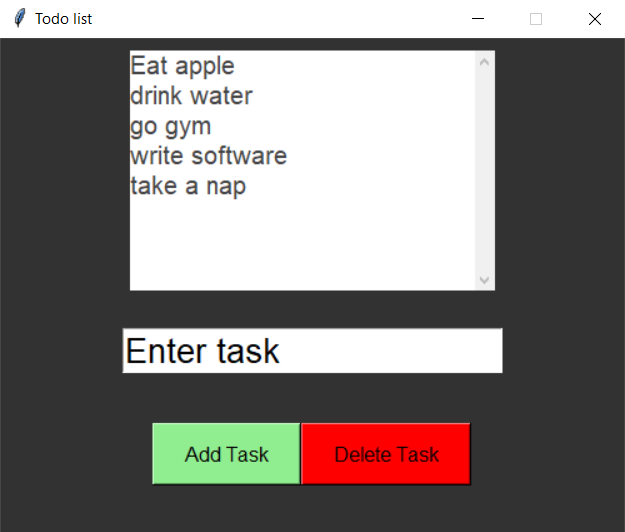 Todo list
Eat apple
drink water
go gym
write software
take a nap
Enter task
Add Task
Delete Task